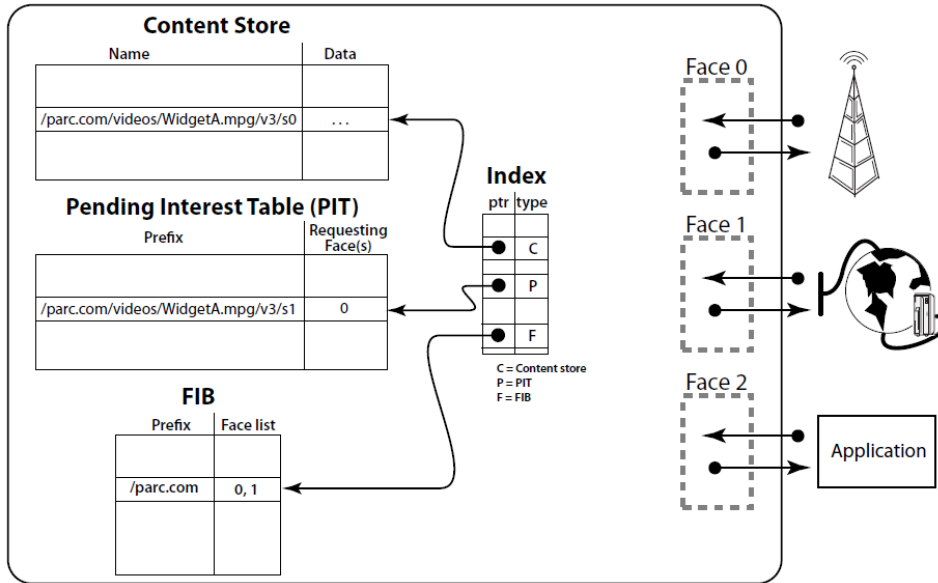 Content Store
Name Data
/parc.com/videos/WidgetA.mpg/v3/s0 ...
Pending Interest Table (PIT)
Prefix Requesting
Face(s)
/parc.com/videos/WidgetA.mpg/v3/s1 0
FIB
Prefix Face list
/parc.com 0, 1
Index
ptr type
C
P
F
C = Content store
P = PIT
F = FIB
Face 0
Face 1
Face 2
Application